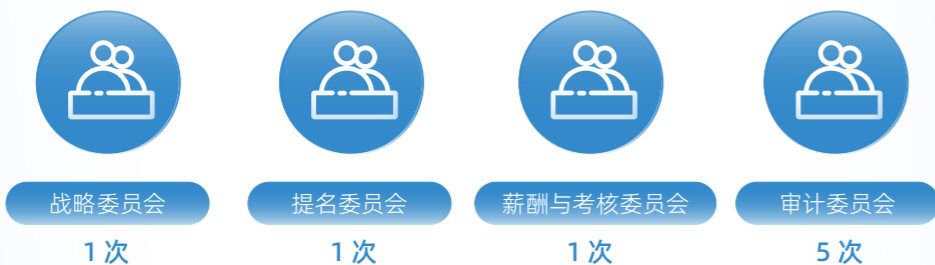 战略委员会
提名委员会
薪酬与考核委员会
审计委员会
1 次
1 次
1 次
5 次